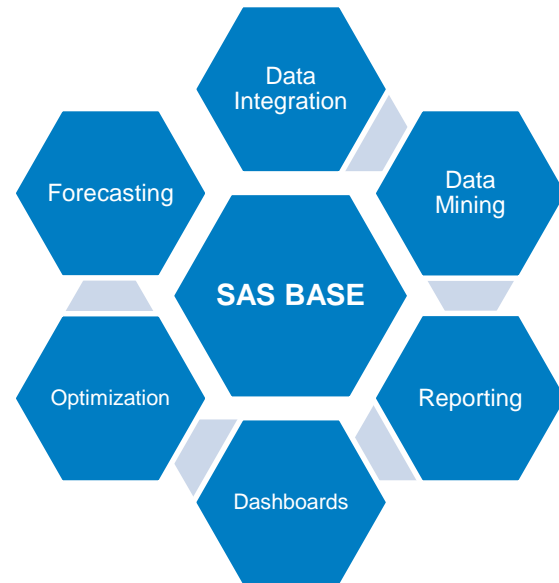 Data
Integration
Data
Mining
Forecasting
SAS BASE
Optimization
Reporting
Dashboards